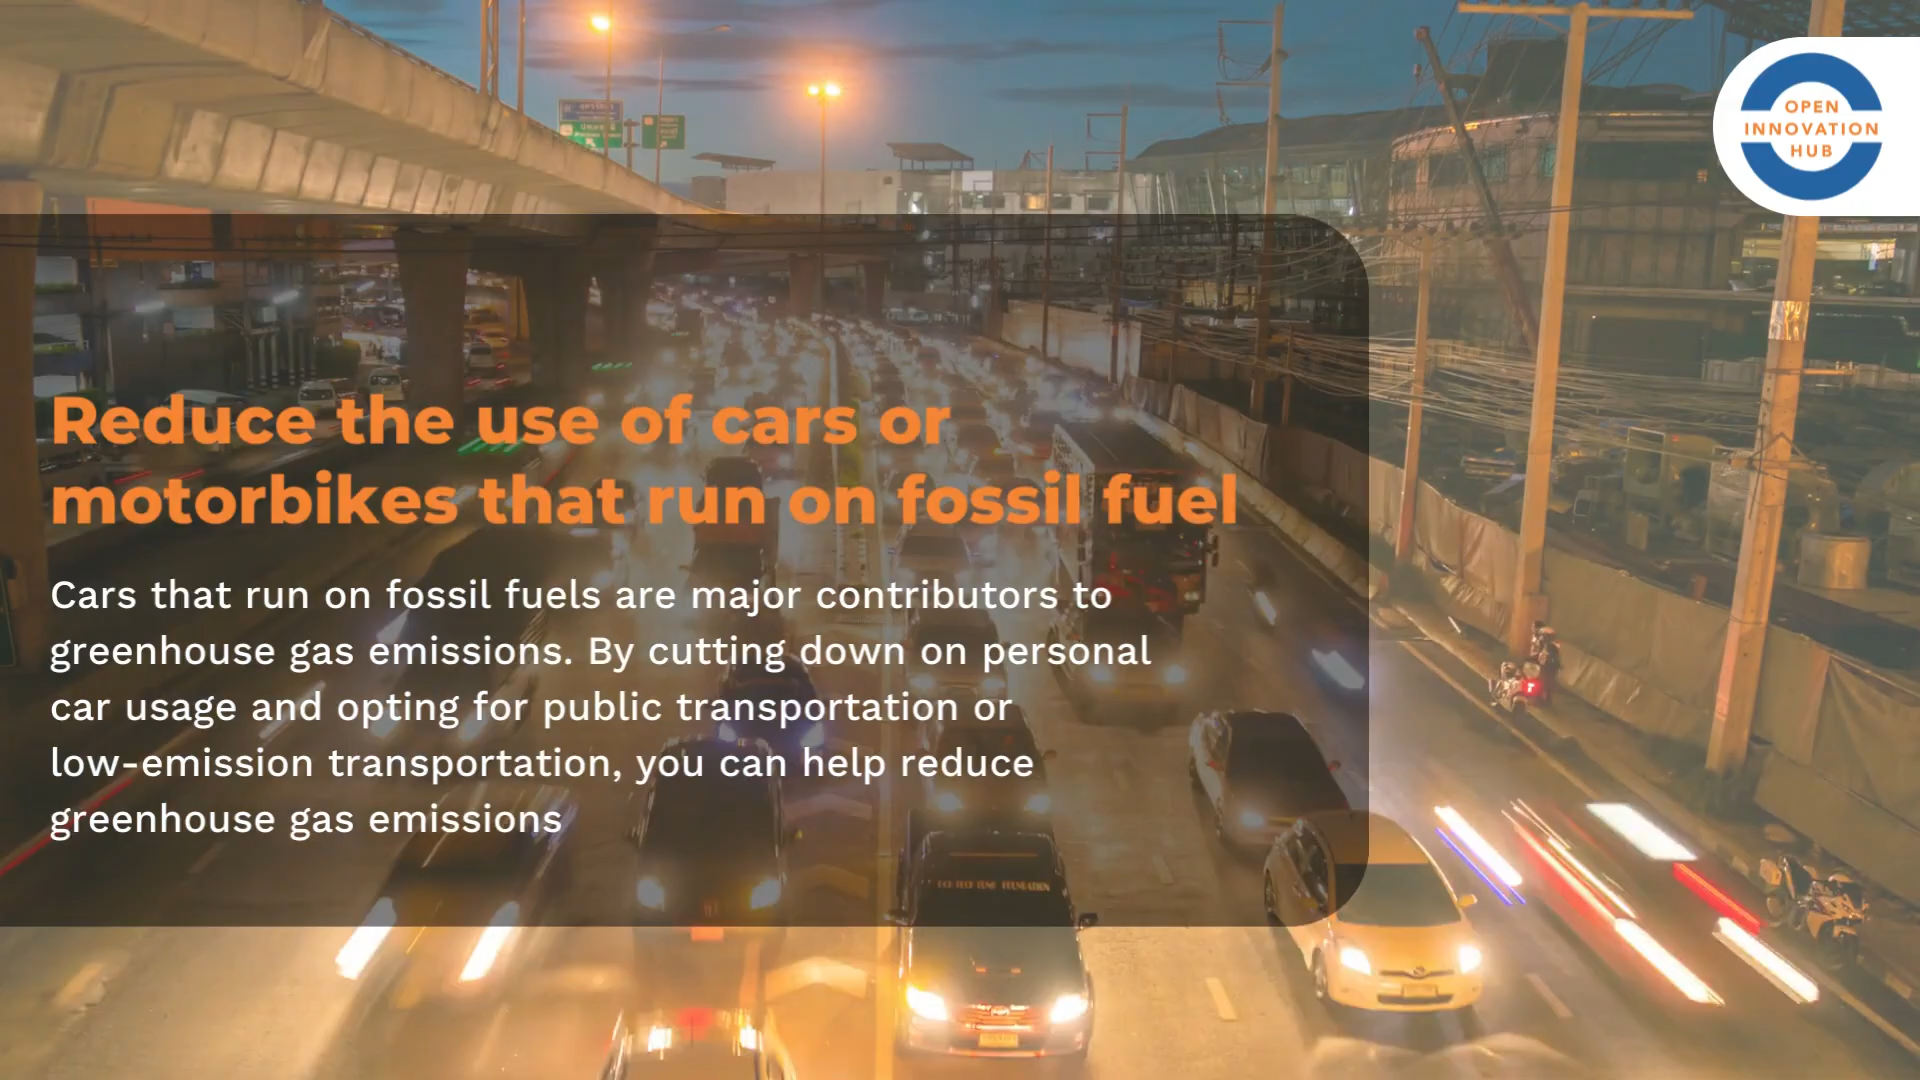 OPEN
INNOVATION
HUB
Reduce the use of cars or
motorbikes that run on fossil fuel
Cars that run on fossil fuels are major contributors to
greenhouse gas emissions. By cutting down on personal
car usage and opting for public transportation or
low-emission transportation, you can help reduce
greenhouse gas emissions